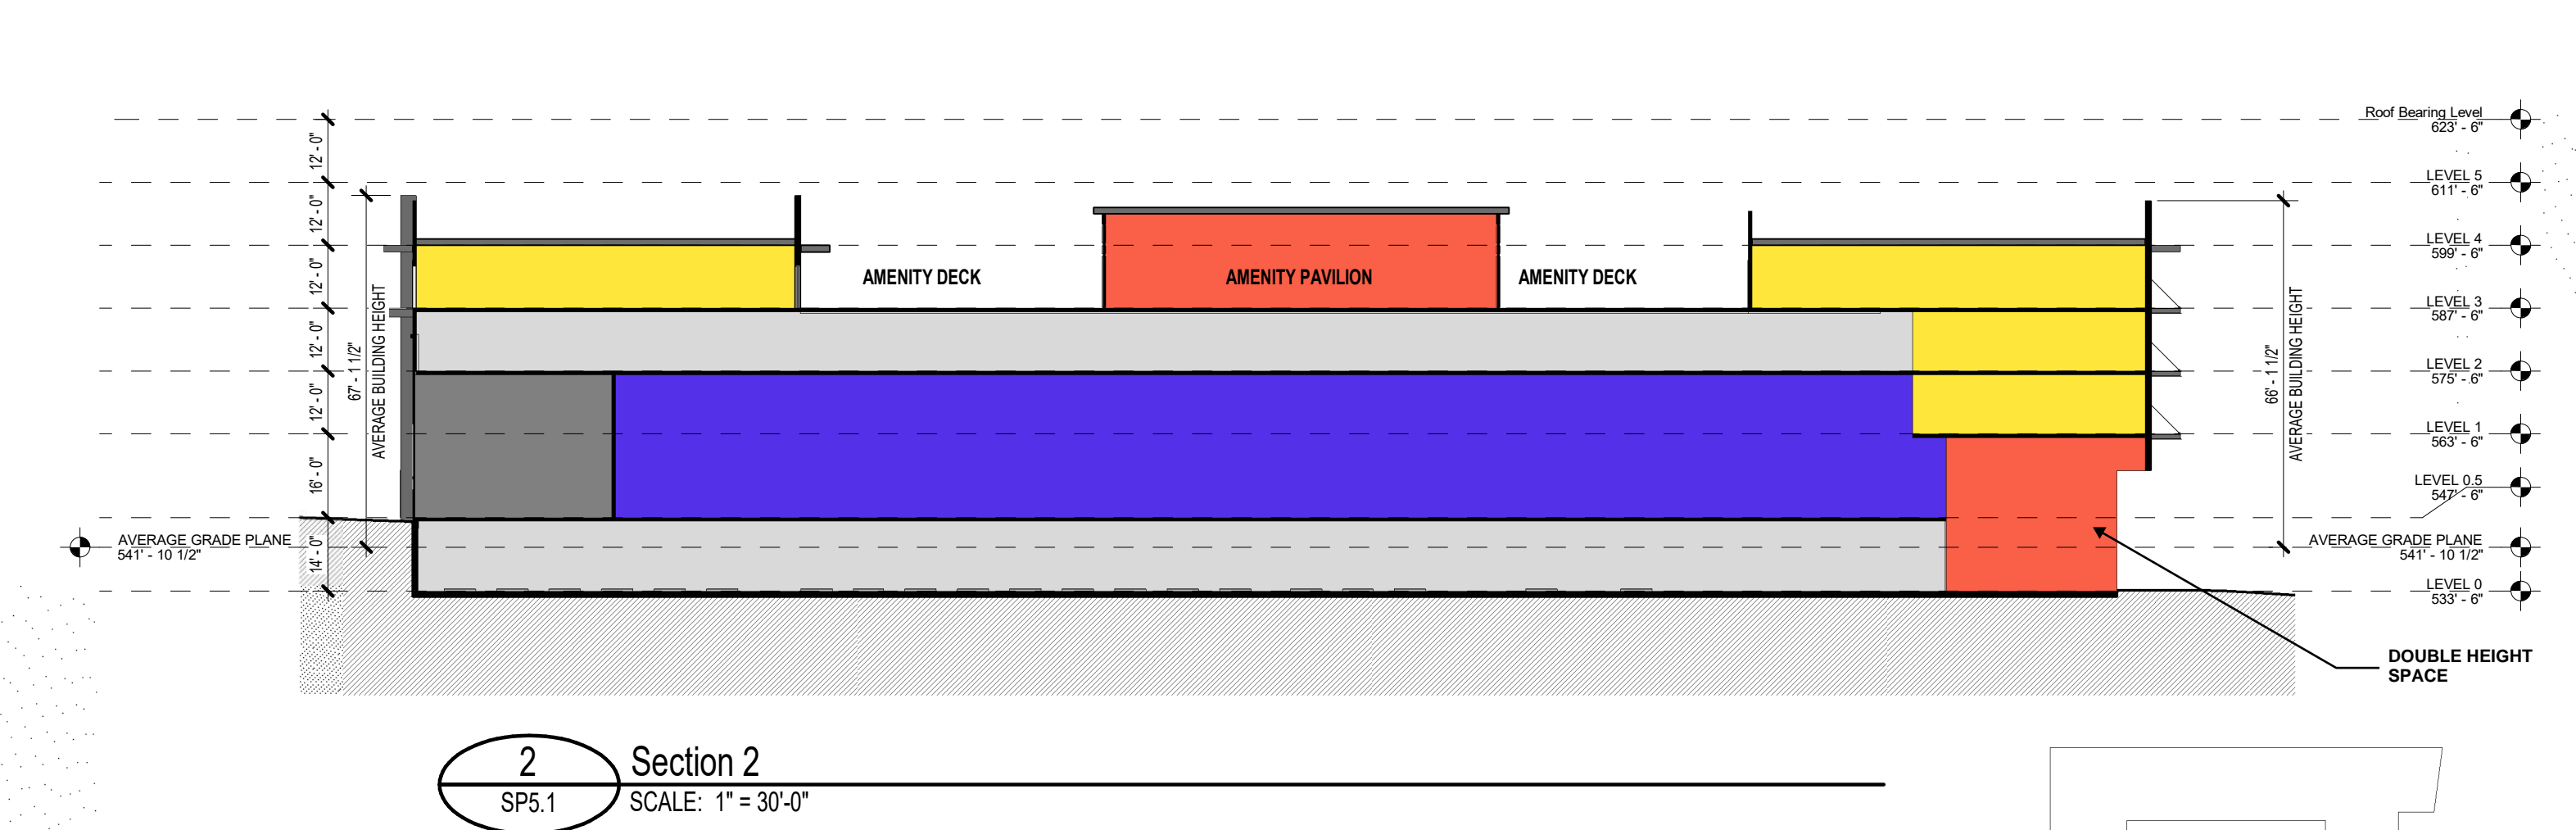 Roof Bearing Level
623' - 6"
12' - 0"
LEVEL 5
611' - 6"
12' - 0"
LEVEL 4
599' - 6"
12' - 0"
AMENITY DECK
AMENITY PAVILION
AMENITY DECK
LEVEL 3
587' - 6"
12' - 0"
67' - 1 1/2"
AVERAGE BUILDING HEIGHT
66' - 1 1/2"
AVERAGE BUILDING HEIGHT
LEVEL 2
575' - 6"
12' - 0"
LEVEL 1
563' - 6"
16' - 0"
LEVEL 0.5
547' - 6"
AVERAGE GRADE PLANE
541' - 10 1/2"
14' - 0"
AVERAGE GRADE PLANE
541' - 10 1/2"
LEVEL 0
533' - 6"
DOUBLE HEIGHT
SPACE
2
Section 2
SP5.1
SCALE: 1" = 30'-0"